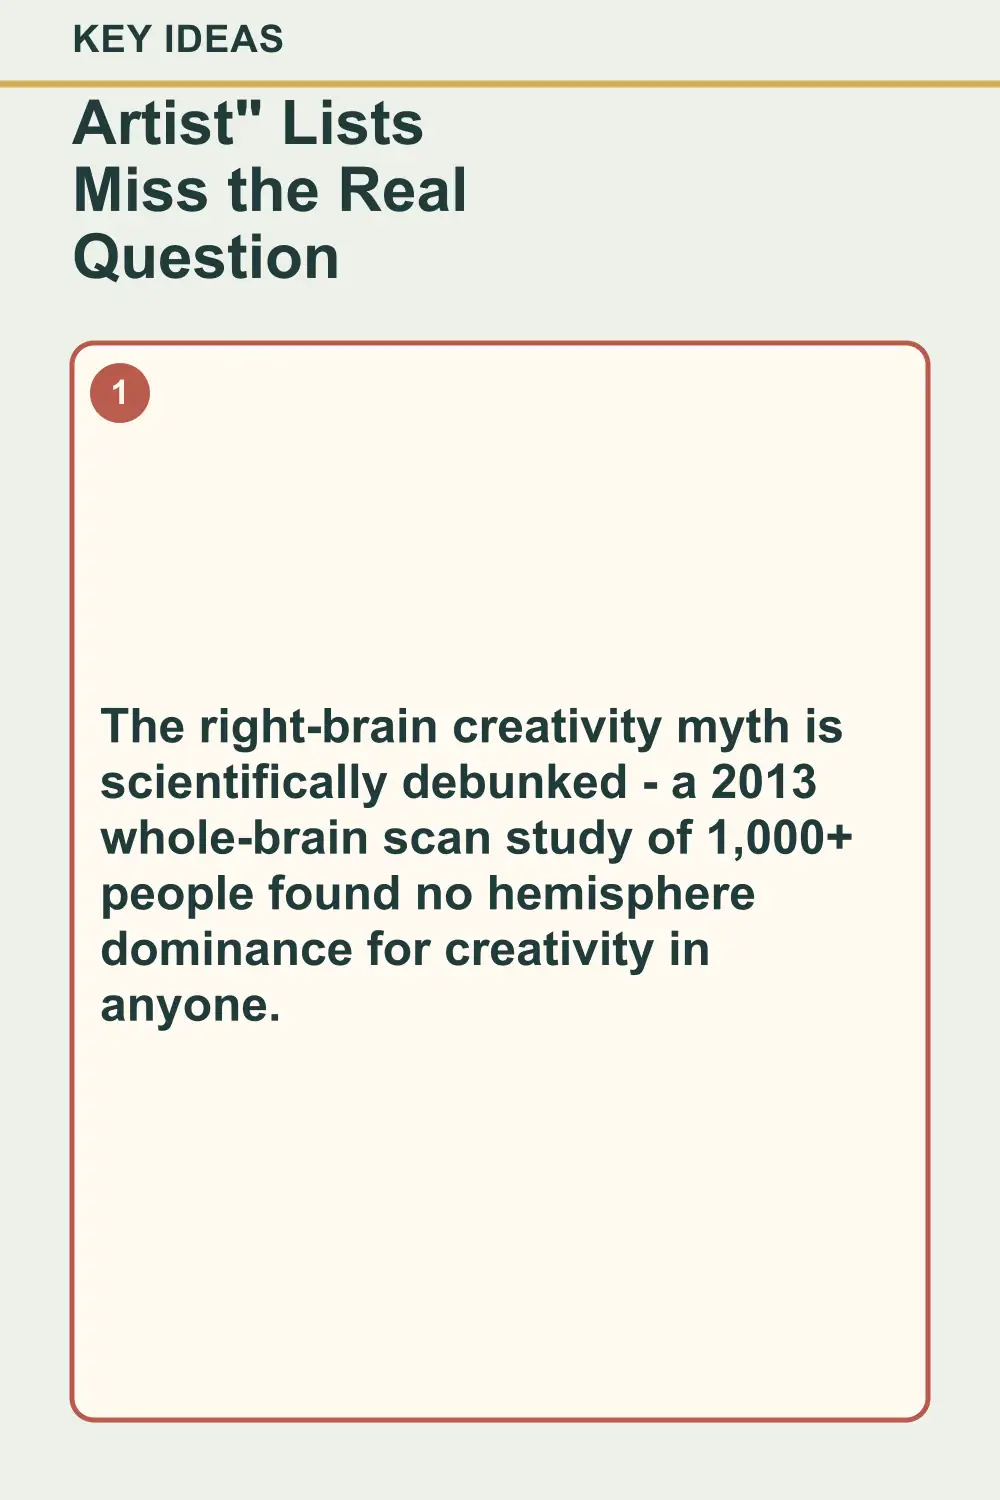 KEY IDEAS
Artist" Lists
Miss the Real
Question
1
The right-brain creativity myth is
scientifically debunked - a 2013
whole-brain scan study of 1,000+
people found no hemisphere
dominance for creativity in
anyone.